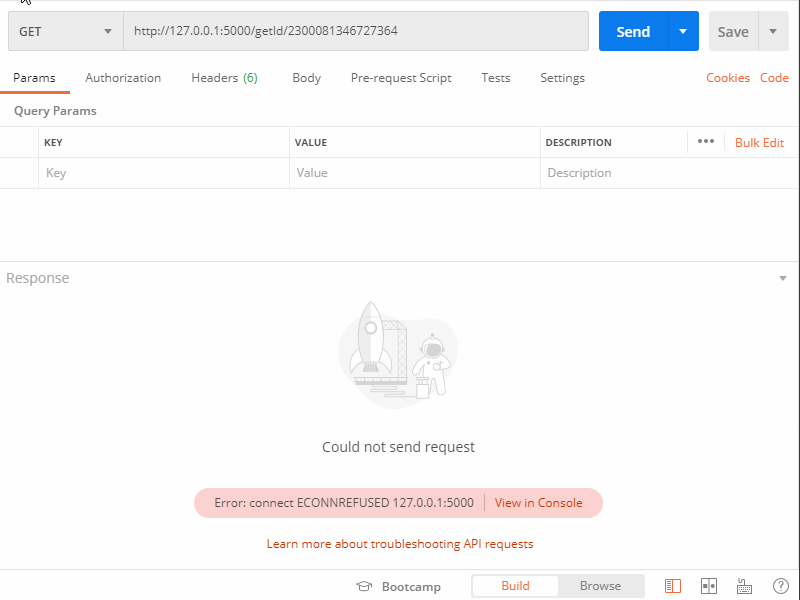 GET http://127.0.0.1:5000/getId/2300081346727364 Send Save
Params Authorization Headers (6) Body Pre-request Script Tests Settings Cookies Code
Query Params
KEY VALUE DESCRIPTION ••• Bulk Edit
Key Value Description
Response
Could not send request
Error: connect ECONNREFUSED 127.0.0.1:5000 View in Console
Learn more about troubleshooting API requests
Bootcamp Build Browse ?